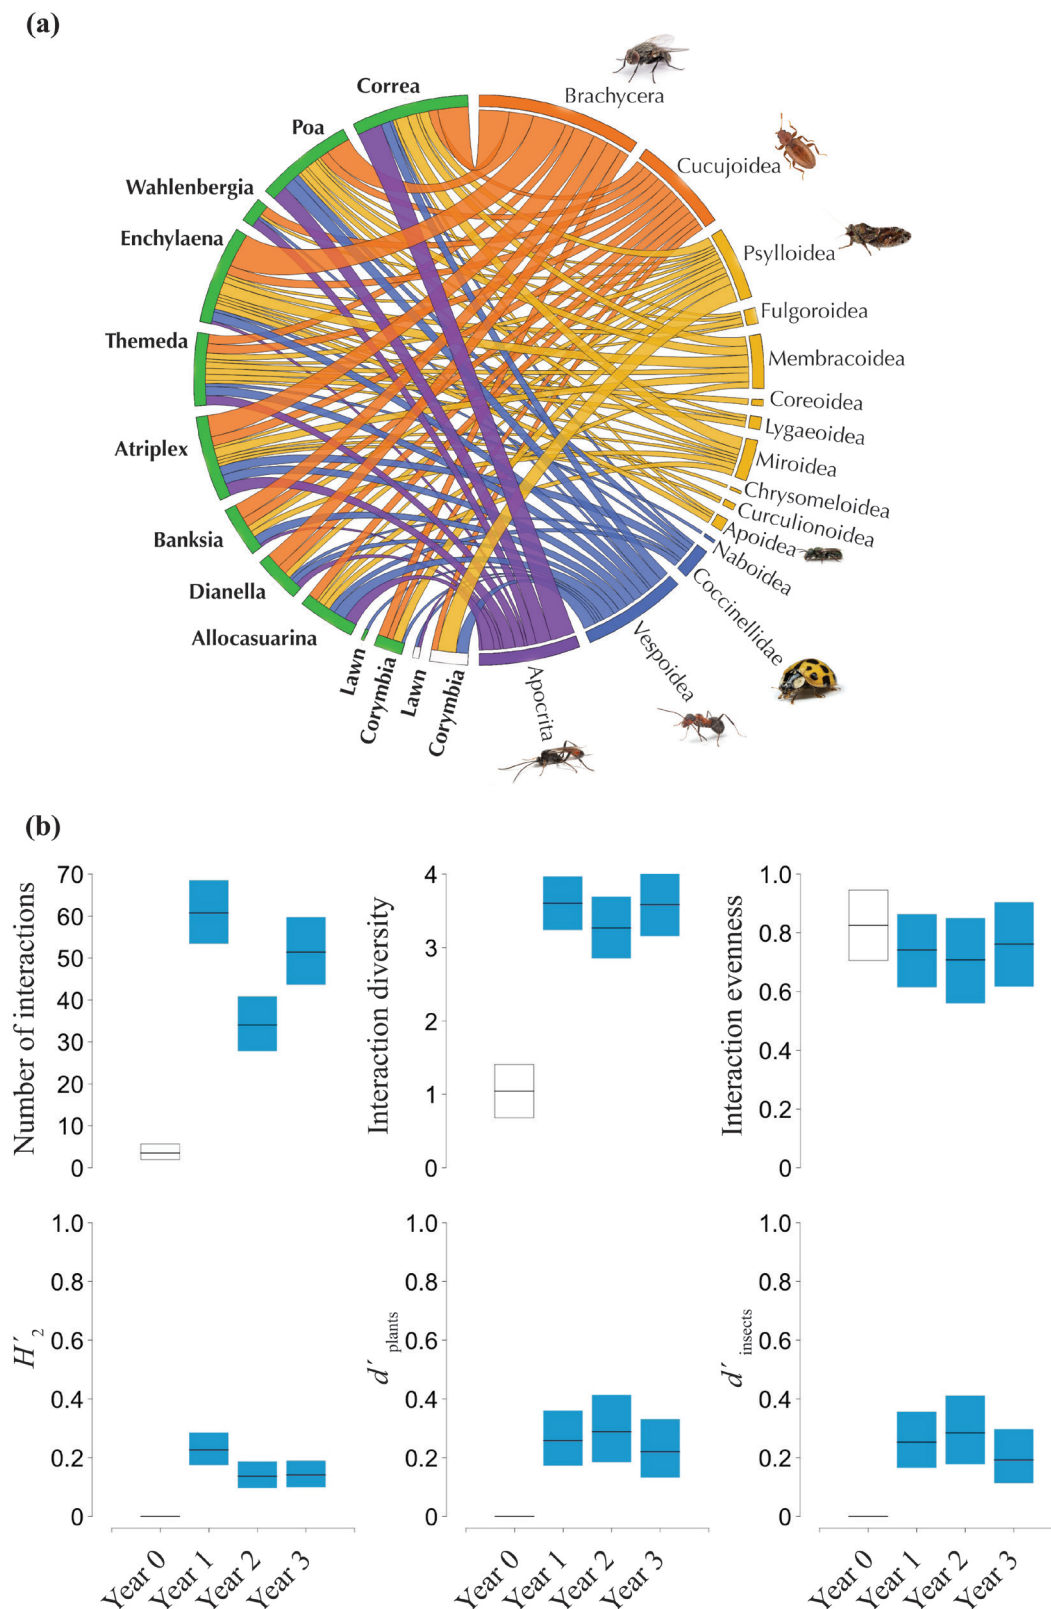 (a)
Correa
Poa
Wahlenbergia
Enchylaena
Themeda
Atriplex
Banksia
Dianella
Allocasuarina
Lawn
Corymbia
Lawn
Corymbia
Brachycera
Cucujoidea
Psylloidea
Fulgoroidea
Membracoidea
Coreoidea
Lygaeoidea
Miroidea
Chrysomeloidea
Curculionoidea
Apoidea
Naboidea
Coccinellidae
Vespoidea
Apocrita
(b)
Number of interactions
70
60
50
40
30
20
10
0
Interaction diversity
4
3
2
1
0
Interaction evenness
1.0
0.8
0.6
0.4
0.2
0
H′2
1.0
0.8
0.6
0.4
0.2
0
Year 0
Year 1
Year 2
Year 3
d′ plants
1.0
0.8
0.6
0.4
0.2
0
Year 0
Year 1
Year 2
Year 3
d′ insects
1.0
0.8
0.6
0.4
0.2
0
Year 0
Year 1
Year 2
Year 3